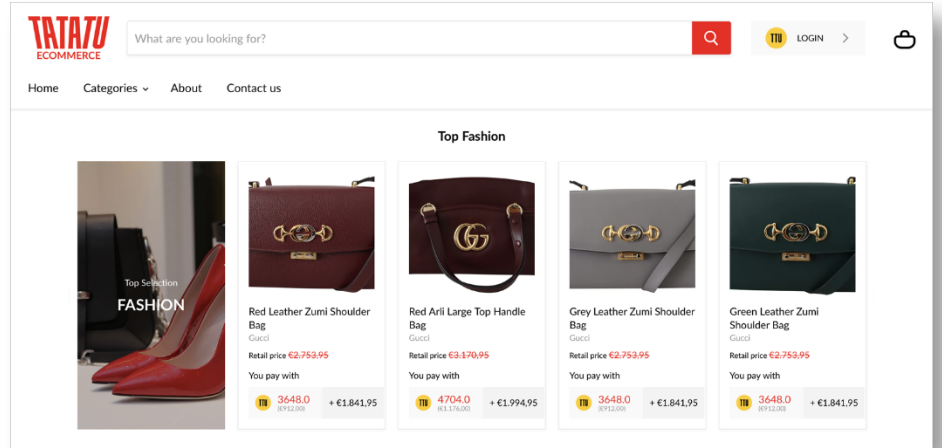 TATATU
ECOMMERCE
What are you looking for?
TTU LOGIN
Home Categories About Contact us
Top Fashion
Top Selection
FASHION
Red Leather Zumi Shoulder
Bag
Gucci
Retail price €2.753,95
You pay with
TTU 3648.0 + €1.841,95
(€912,00)
Red Arli Large Top Handle
Bag
Gucci
Retail price €3.170,95
You pay with
TTU 4704.0 + €1.994,95
(€1.176,00)
Grey Leather Zumi Shoulder
Bag
Gucci
Retail price €2.753,95
You pay with
TTU 3648.0 + €1.841,95
(€912,00)
Green Leather Zumi
Shoulder Bag
Gucci
Retail price €2.753,95
You pay with
TTU 3648.0 + €1.841,95
(€912,00)